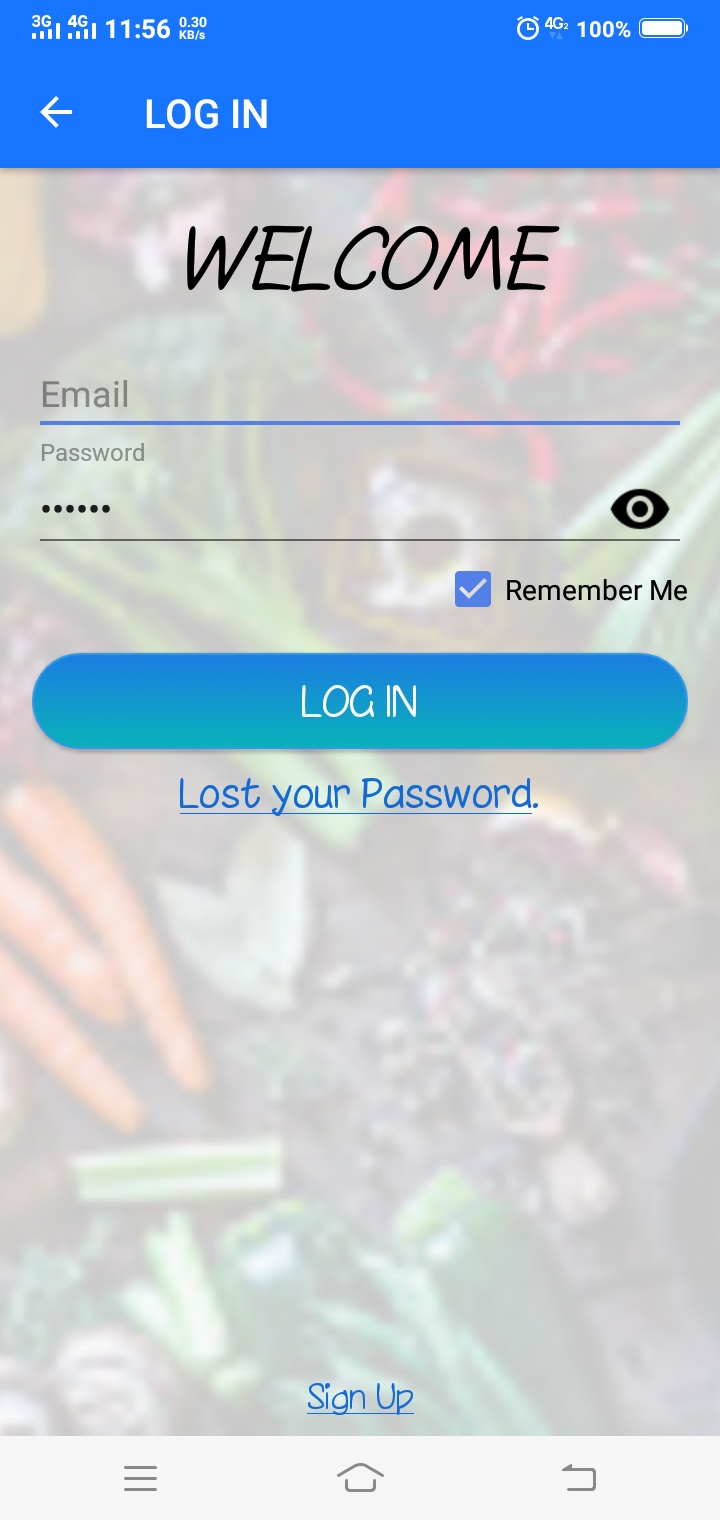 3G 4G 11:56 0.30 KB/s 4G2 100%
LOG IN
WELCOME
Email
Password
••••••
Remember Me
LOG IN
Lost your Password.
Sign Up